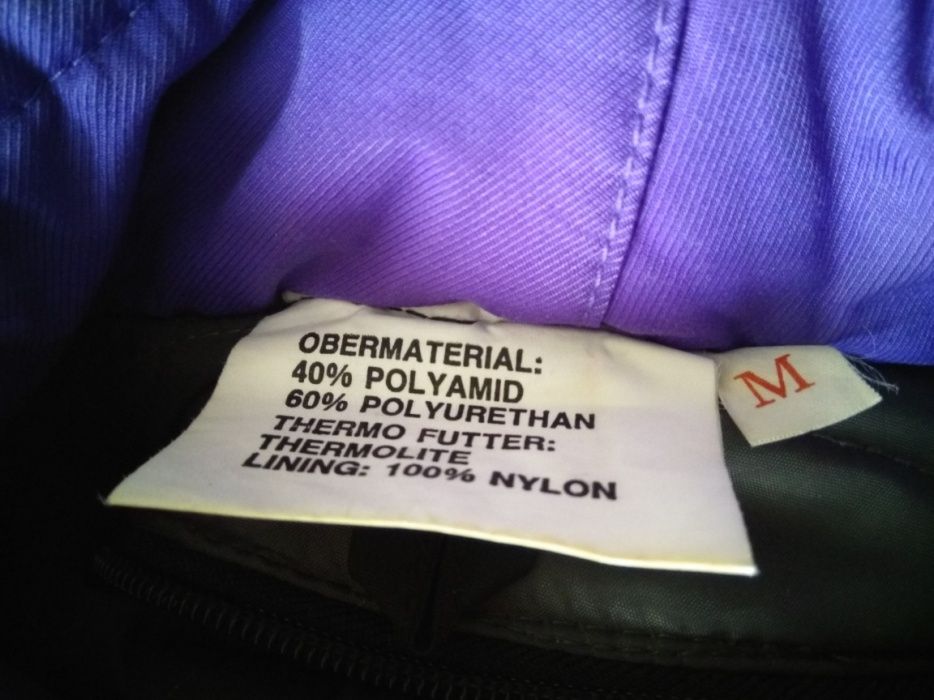 OBERMATERIAL:
40% POLYAMID
60% POLYURETHAN
THERMO FUTTER:
THERMOLITE
LINING: 100% NYLON
M